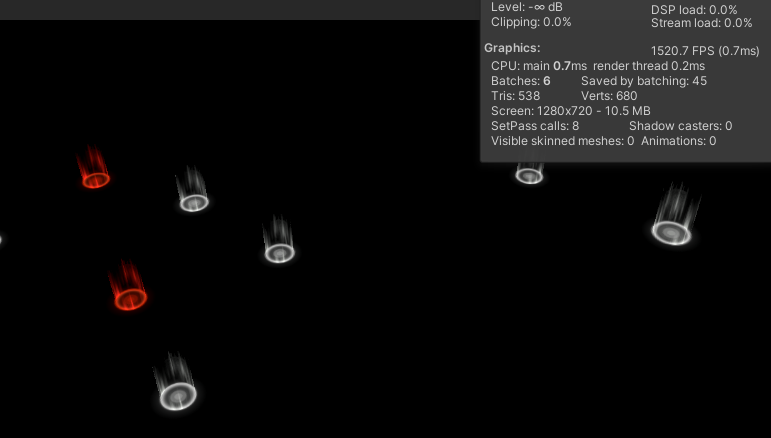 Level: -∞ dB DSP load: 0.0%
Clipping: 0.0% Stream load: 0.0%
Graphics: 1520.7 FPS (0.7ms)
CPU: main 0.7ms render thread 0.2ms
Batches: 6 Saved by batching: 45
Tris: 538 Verts: 680
Screen: 1280x720 - 10.5 MB
SetPass calls: 8 Shadow casters: 0
Visible skinned meshes: 0 Animations: 0